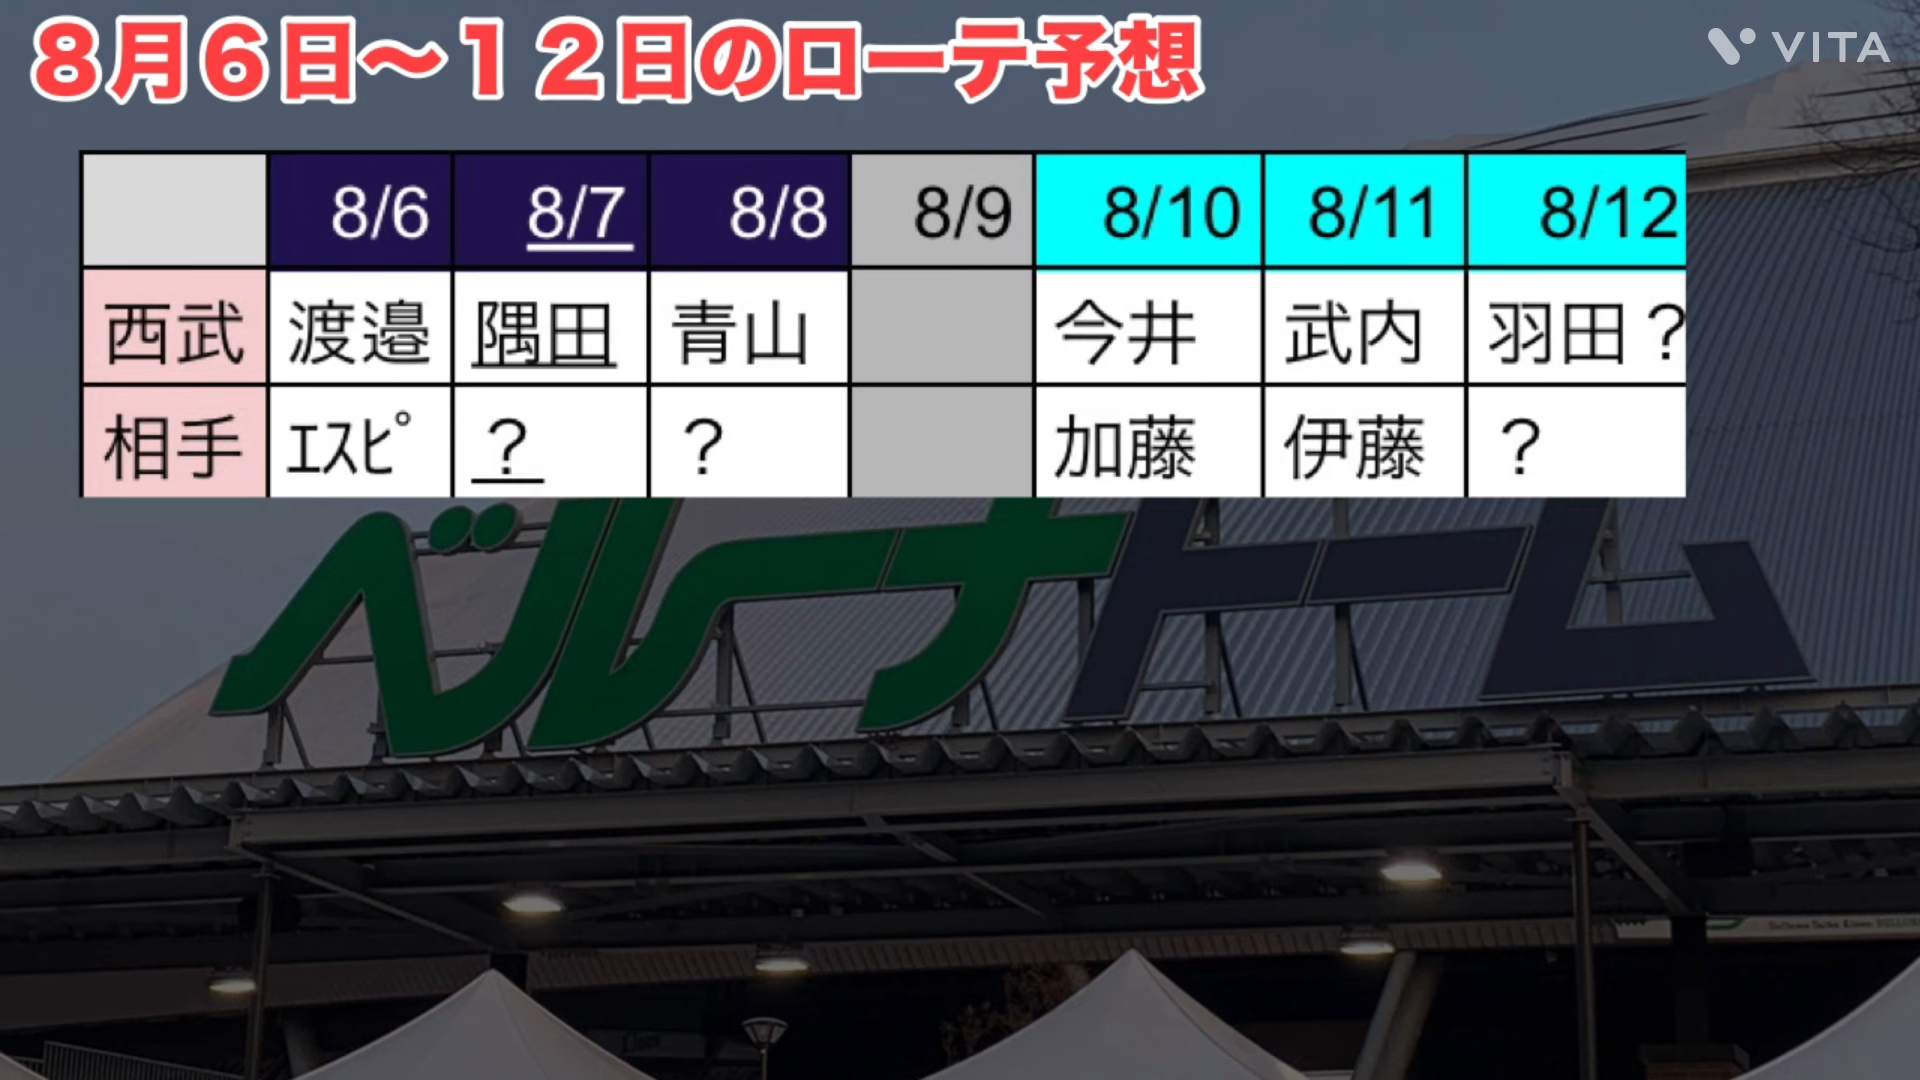 8月6日〜12日のローテ予想
VITA
8/6 8/7 8/8 8/9 8/10 8/11 8/12
西武 渡邉 隅田 青山 今井 武内 羽田？
相手 ｴｽﾋﾟ ？ ？ 加藤 伊藤 ？
ベルーナドーム